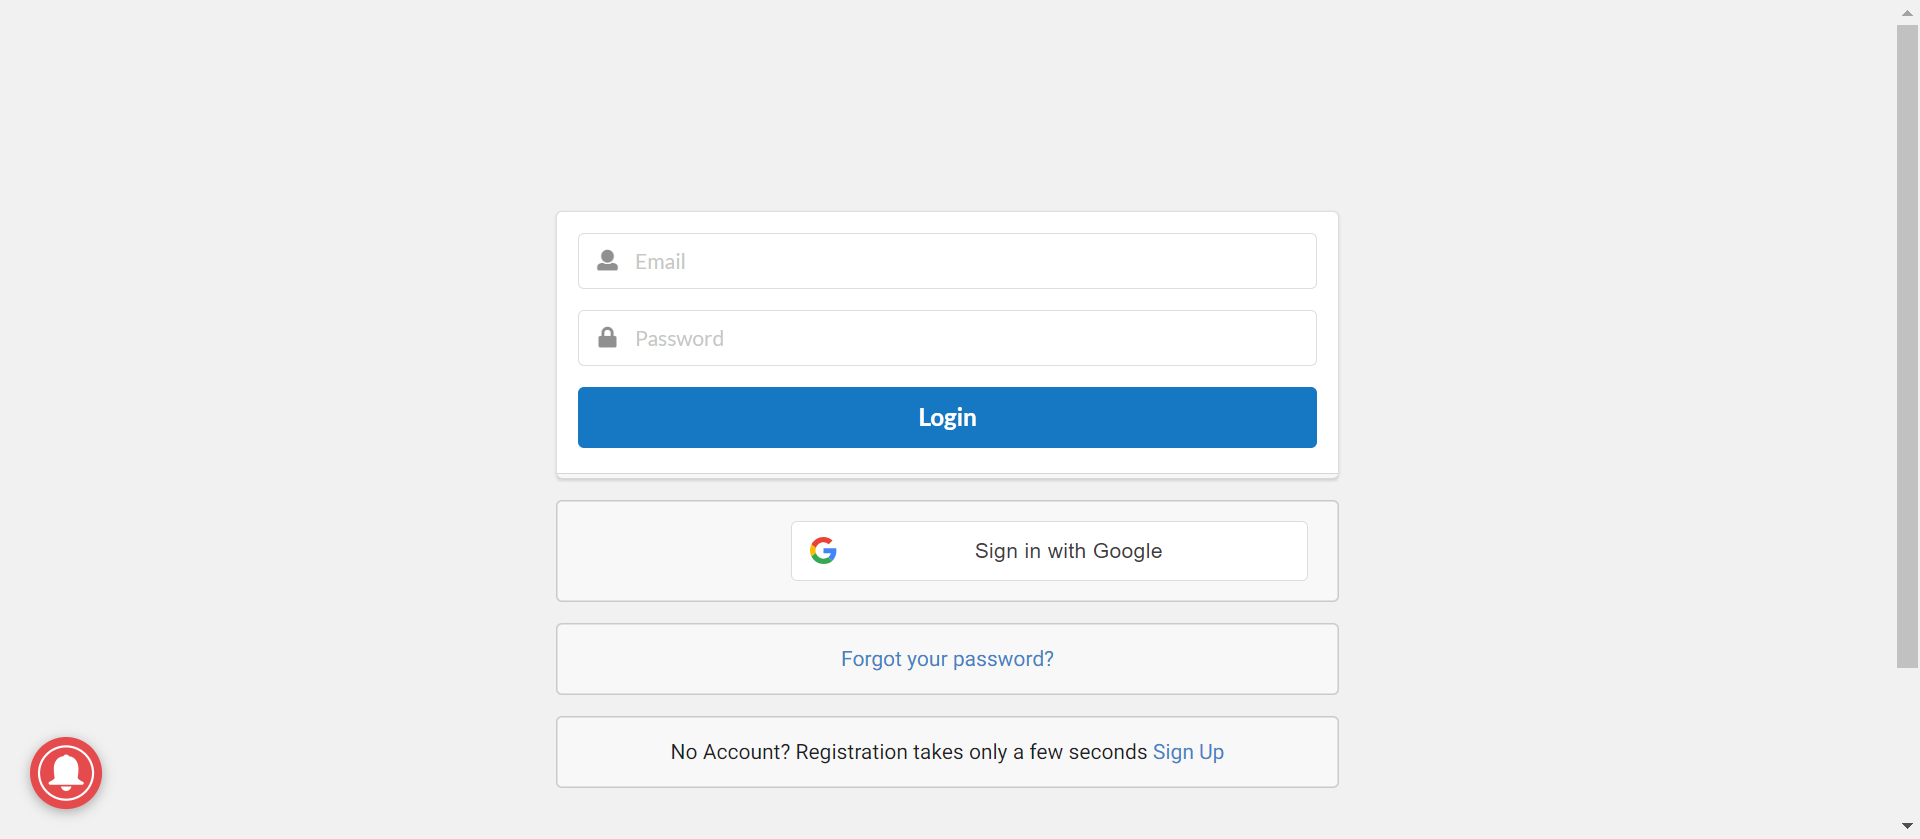 Email
Password
Login
Sign in with Google
Forgot your password?
No Account? Registration takes only a few seconds Sign Up